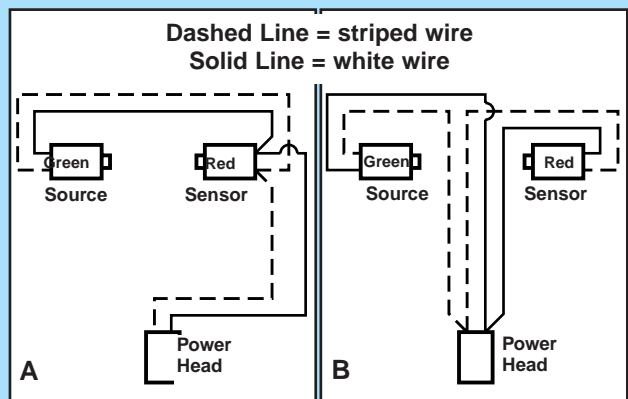 Dashed Line = striped wire
Solid Line = white wire
Green
Red
Source
Sensor
Power
Head
A
Green
Red
Source
Sensor
Power
Head
B